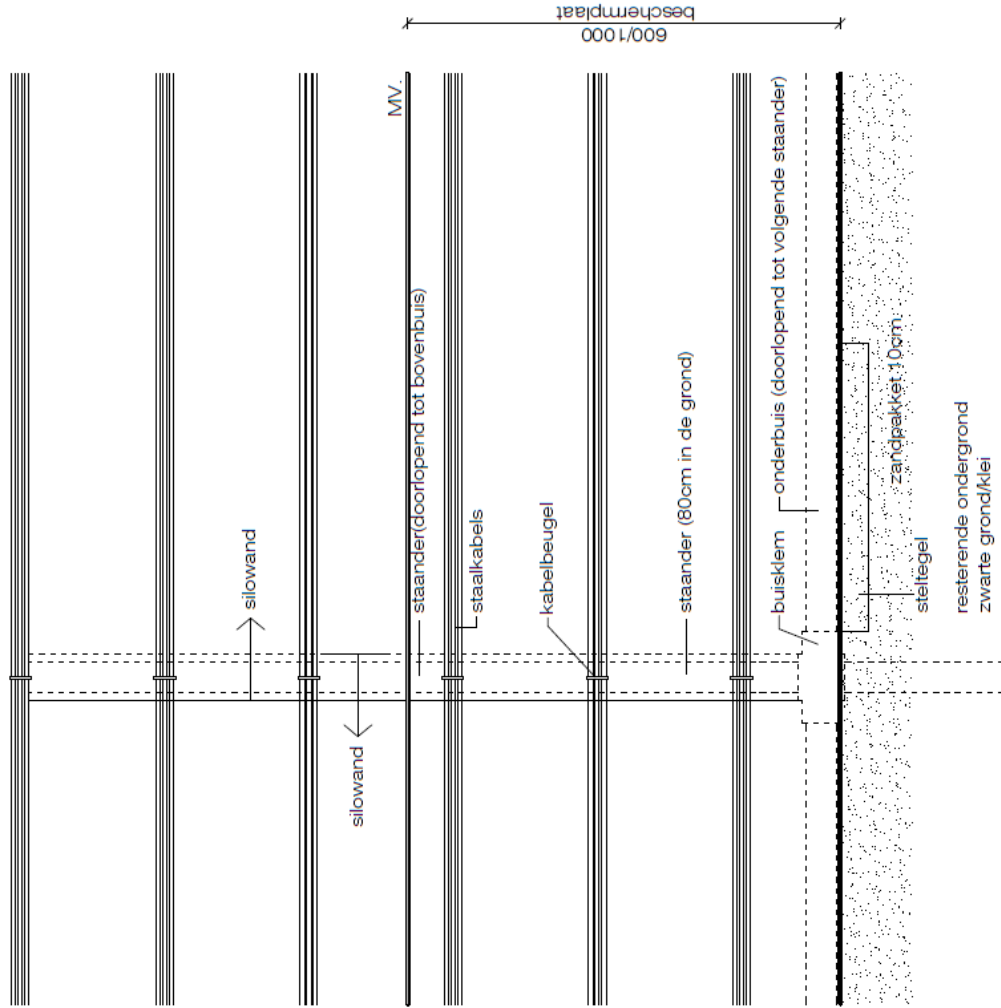 silowand
silowand
MV.
staander(doorlopend tot bovenbuis)
staalkabels
kabelbeugel
staander (80cm in de grond)
buisklem
onderbuis (doorlopend tot volgende staander)
steltegel
zandpakket 10cm
resterende ondergrond
zwarte grond/klei
600/1000
beschermplaat